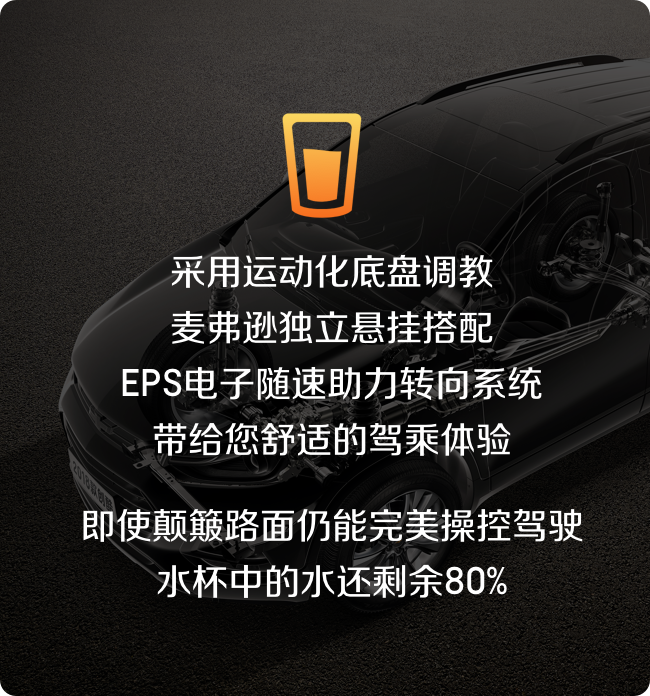 采用运动化底盘调教
麦弗逊独立悬挂搭配
EPS电子随速助力转向系统
带给您舒适的驾乘体验
即使颠簸路面仍能完美操控驾驶
水杯中的水还剩余80%